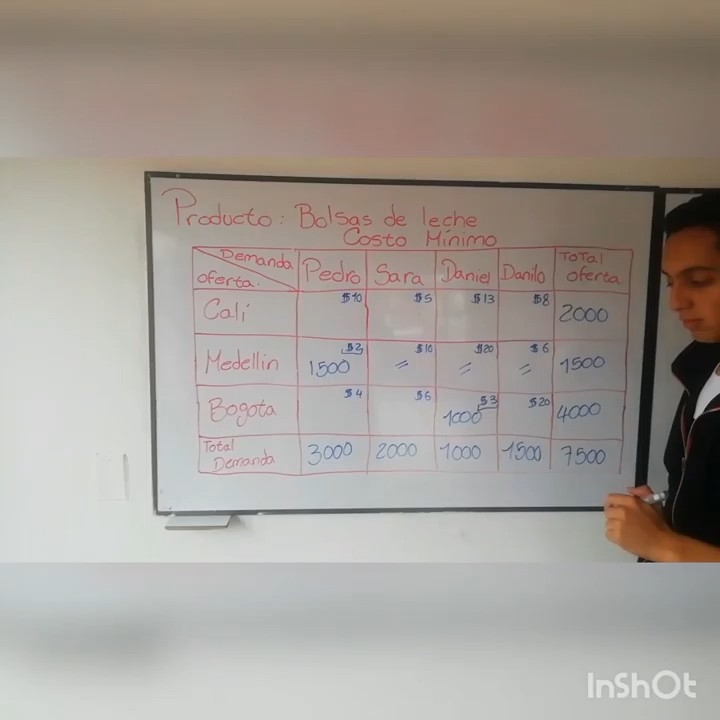 Producto: Bolsas de leche
Costo Mínimo
Demanda oferta. Pedro Sara Daniel Danilo Total oferta
Cali $10 $5 $13 $8 2000
Medellin $2 1500 $10 = $20 = $6 = 1500
Bogota $4 $6 $3 1000 $20 4000
Total Demanda 3000 2000 1000 1500 7500
InShOt